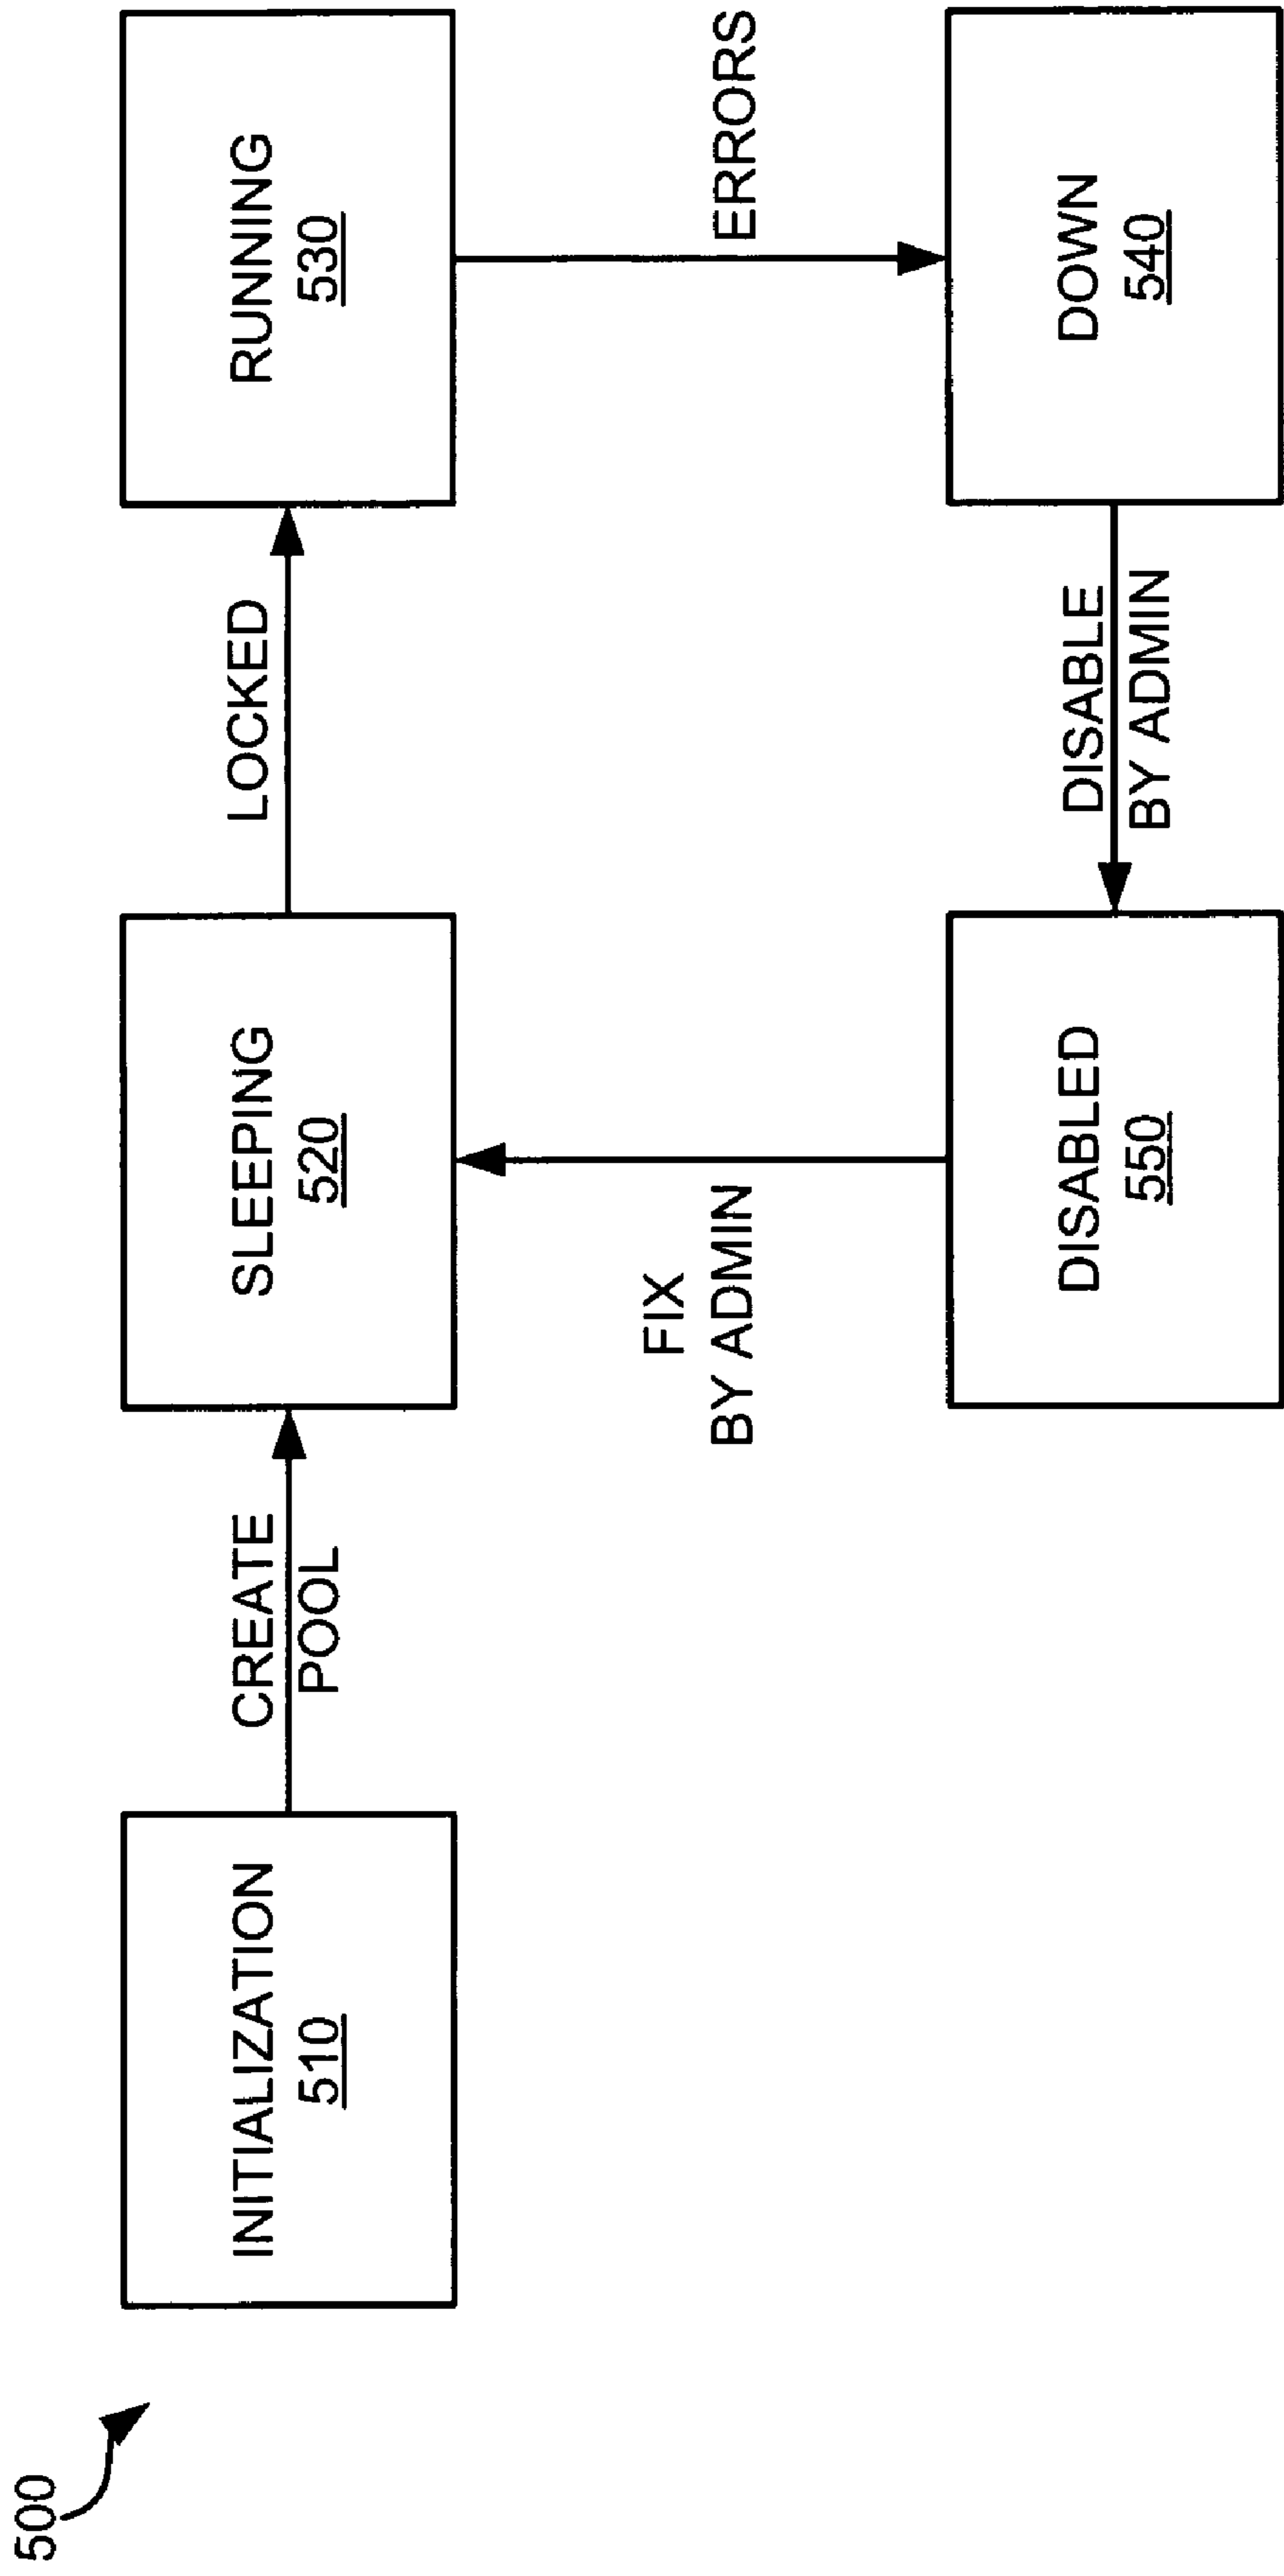 500
INITIALIZATION
510
CREATE
POOL
SLEEPING
520
LOCKED
RUNNING
530
ERRORS
FIX
BY ADMIN
DISABLED
550
DISABLE
BY ADMIN
DOWN
540